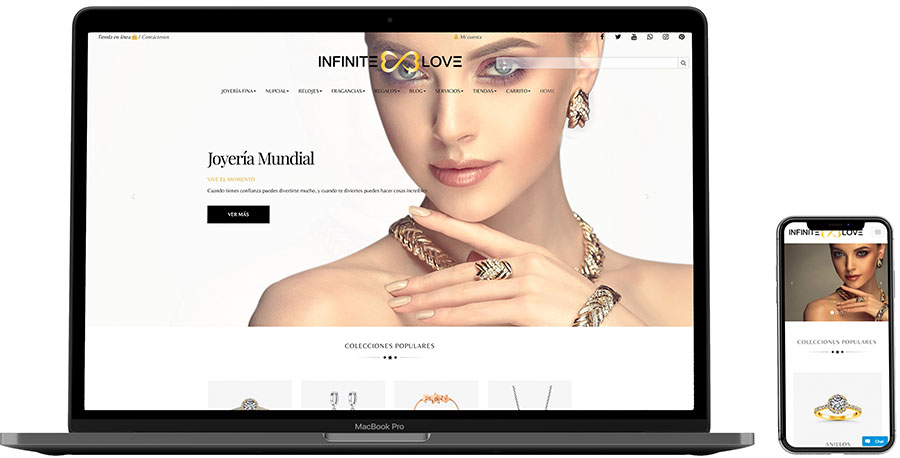 Tienda en línea | Contáctenos
Mi cuenta
INFINITE LOVE
JOYERÍA FINA NUPCIAL RELOJES FRAGANCIAS REGALOS BLOG SERVICIOS TIENDAS CARRITO HOME
Joyería Mundial
VIVE EL MOMENTO
Cuando tienes confianza puedes divertirte mucho, y cuando te diviertes puedes hacer cosas increíbles
VER MÁS
COLECCIONES POPULARES
MacBook Pro
INFINITE LOVE
COLECCIONES POPULARES
ANILLOS
Chat